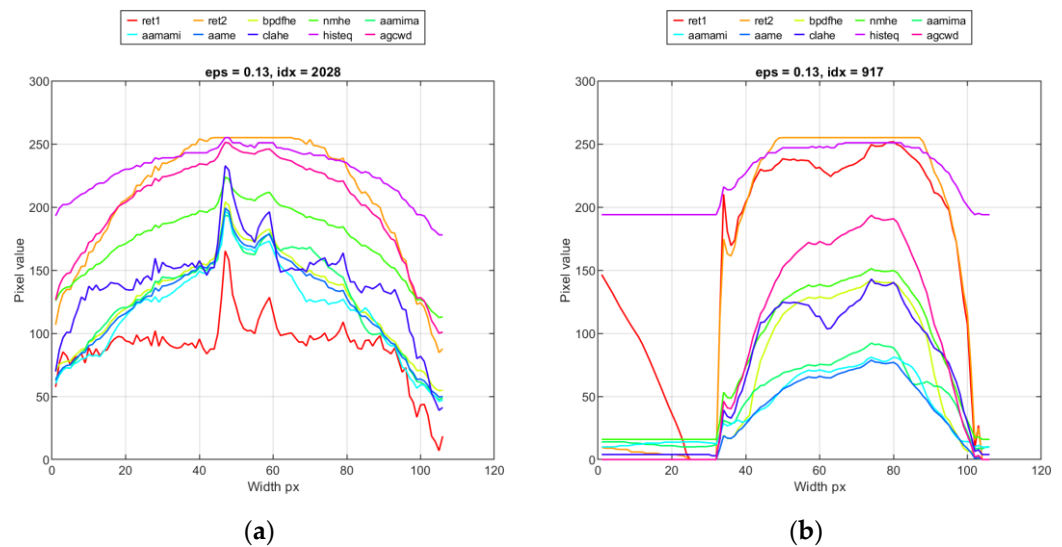 ret1 ret2 bpdfhe nmhe aamima
aamami aame clahe histeq agcwd
eps = 0.13, idx = 2028
300
250
200
150
100
50
0
Pixel value
0 20 40 60 80 100 120
Width px
(a)
ret1 ret2 bpdfhe nmhe aamima
aamami aame clahe histeq agcwd
eps = 0.13, idx = 917
300
250
200
150
100
50
0
Pixel value
0 20 40 60 80 100 120
Width px
(b)